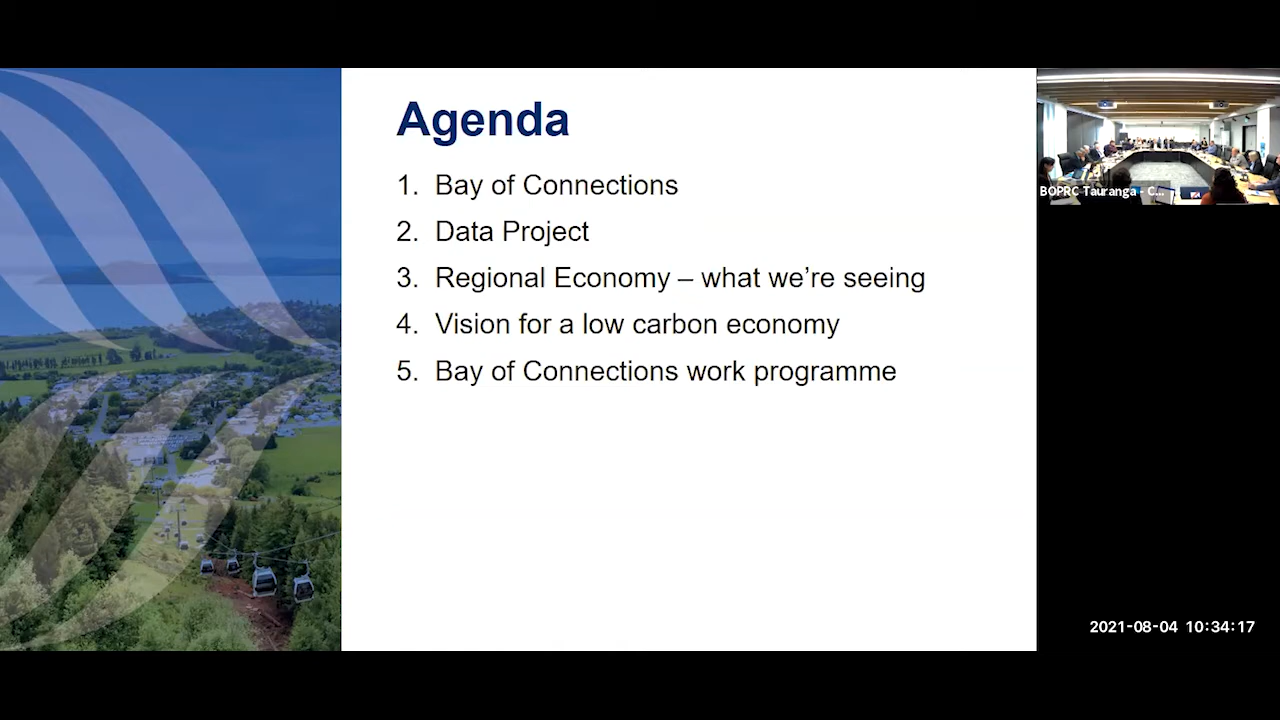 Agenda
1. Bay of Connections
2. Data Project
3. Regional Economy – what we're seeing
4. Vision for a low carbon economy
5. Bay of Connections work programme
BOPRC Tauranga - C...
2021-08-04 10:34:17